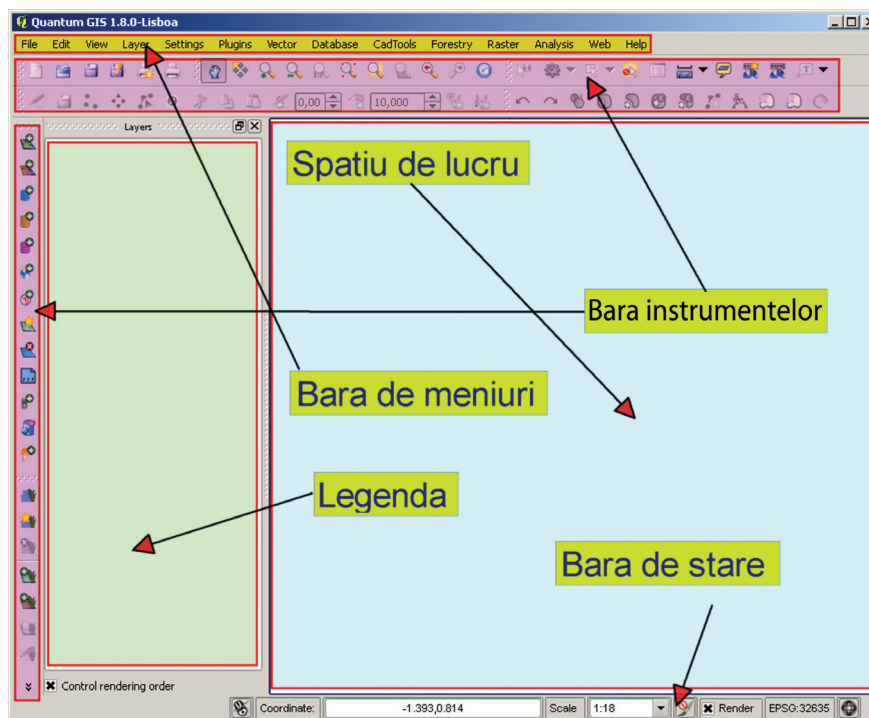 Quantum GIS 1.8.0-Lisboa
File Edit View Layer Settings Plugins Vector Database CadTools Forestry Raster Analysis Web Help
0,00 10,000
Layers
Spatiu de lucru
Bara instrumentelor
Bara de meniuri
Legenda
Bara de stare
Control rendering order
Coordinate: -1.393,0.814 Scale 1:18 Render EPSG:32635